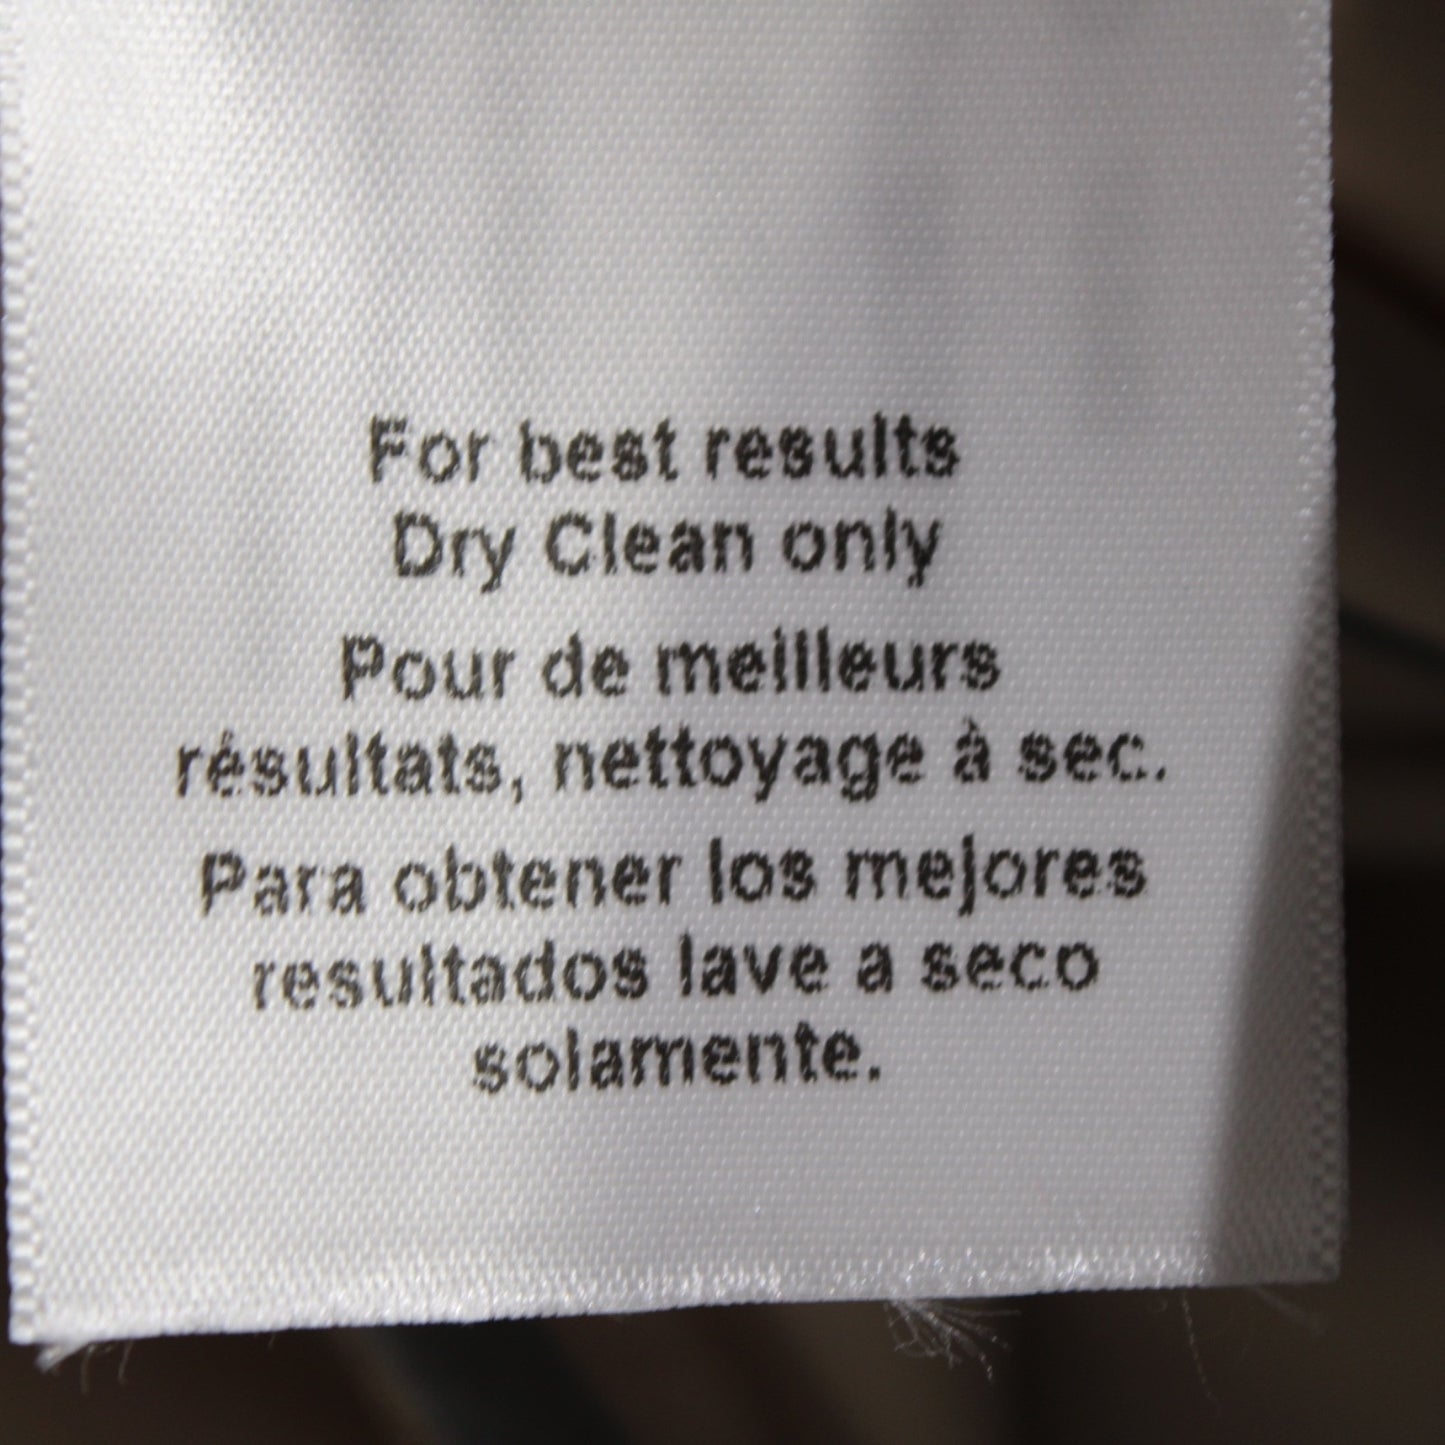 For best results
Dry Clean only
Pour de meilleurs
résultats, nettoyage à sec.
Para obtener los mejores
resultados lave a seco
solamente.